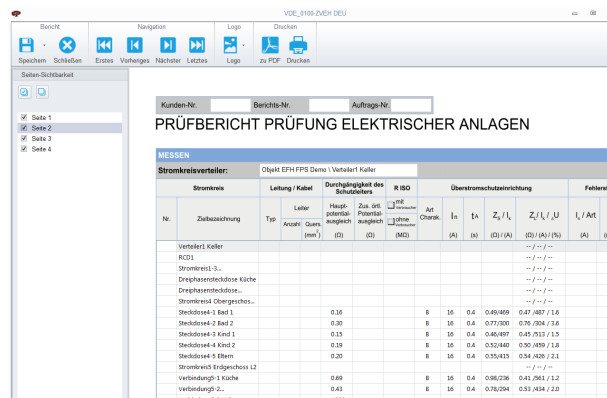 VDE_0100-ZVEH DEU
Bericht Navigation Logo Drucken
Speichern Schließen Erstes Vorheriges Nächster Letztes Logo zu PDF Drucken
Seiten-Sichtbarkeit
Seite 1
Seite 2
Seite 3
Seite 4
Kunden-Nr. Berichts-Nr. Auftrags-Nr.
PRÜFBERICHT PRÜFUNG ELEKTRISCHER ANLAGEN
MESSEN
Stromkreisverteiler: Objekt EFH FPS Demo \ Verteiler1 Keller
Stromkreis Leitung / Kabel Durchgängigkeit des Schutzleiters R ISO Überstromschutzeinrichtung Fehlers
Nr. Zielbezeichnung Typ Leiter Anzahl Quers. (mm²) Haupt-potential-ausgleich (Ω) Zus. örtl. Potential-ausgleich (Ω) mit Verbraucher ohne Verbraucher (MΩ) Art Charak. In (A) tA (s) ZS / Ik (Ω) / (A) ZL/ Ik / △U (Ω) / (A) / (%) In / Art (A)
Verteiler1 Keller -- / -- / --
RCD1 -- / -- / --
Stromkreis1-3... -- / -- / --
Dreiphasensteckdose Küche -- / -- / --
Dreiphasensteckdose... -- / -- / --
Stromkreis4 Obergeschos... -- / -- / --
Steckdose4-1 Bad 1 0.16 B 16 0.4 0.49/469 0.47 /487 / 1.6
Steckdose4-2 Bad 2 0.30 B 16 0.4 0.77/300 0.76 /304 / 3.6
Steckdose4-3 Kind 1 0.15 B 16 0.4 0.46/497 0.45 /513 / 1.5
Steckdose4-4 Kind 2 0.19 B 16 0.4 0.52/440 0.50 /459 / 1.8
Steckdose4-5 Eltern 0.20 B 16 0.4 0.55/415 0.54 /426 / 2.1
Stromkreis5 Erdgeschoss L2 -- / -- / --
Verbindung5-1 Küche 0.69 B 16 0.4 0.98/236 0.41 /561 / 1.2
Verbindung5-2... 0.43 B 16 0.4 0.78/294 0.53 /434 / 2.0